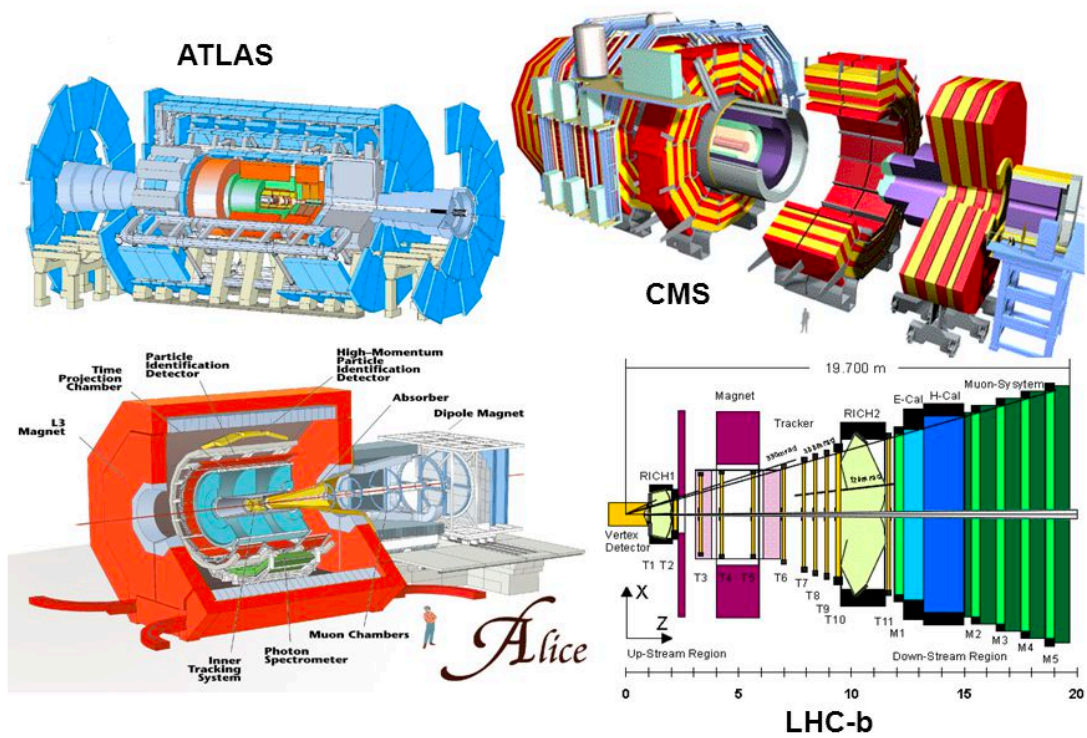 ATLAS
CMS
Particle
Identification
Detector
High–Momentum
Particle
Identification
Detector
Time
Projection
Chamber
Absorber
Dipole Magnet
L3
Magnet
Muon Chambers
Photon
Spectrometer
Inner
Tracking
System
Alice
19.700 m
Muon-Sysytem
H-Cal
E-Cal
Magnet
RICH2
Tracker
RICH1
Vertex
Detector
T1 T2
T3
T4
T5
T6
T7
T8
T9
T10
T11
M1
M2
M3
M4
M5
X
Z
Up-Stream Region
Down-Stream Region
0 5 10 15 20
LHC-b